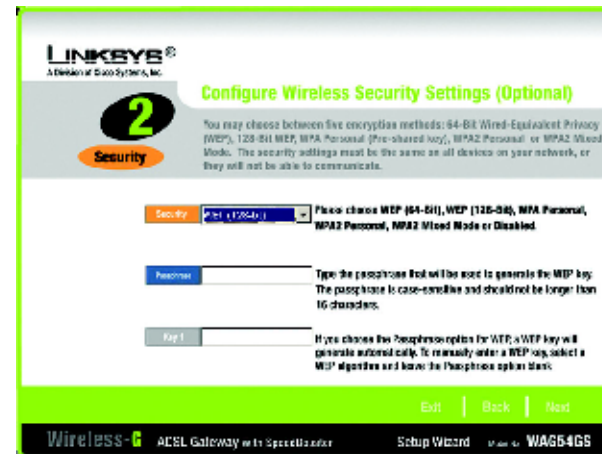 LINKSYS®
A Division of Cisco Systems, Inc.
2
Security
Configure Wireless Security Settings (Optional)
You may choose between five encryption methods: 64-Bit Wired-Equivalent Privacy
(WEP), 128-Bit WEP, WPA Personal (Pre-shared key), WPA2 Personal or WPA2 Mixed
Mode. The security settings must be the same on all devices on your network, or
they will not be able to communicate.
Security
WEP (128-bit)
Please choose WEP (64-Bit), WEP (128-Bit), WPA Personal,
WPA2 Personal, WPA2 Mixed Mode or Disabled.
Passphrase
Type the passphrase that will be used to generate the WEP key.
The passphrase is case-sensitive and should not be longer than
16 characters.
Key 1
If you choose the Passphrase option for WEP, a WEP key will
generate automatically. To manually enter a WEP key, select a
WEP algorithm and leave the Passphrase option blank
Exit
Back
Next
Wireless-G
ADSL Gateway with SpeedBooster
Setup Wizard
Model No. WAG54GS